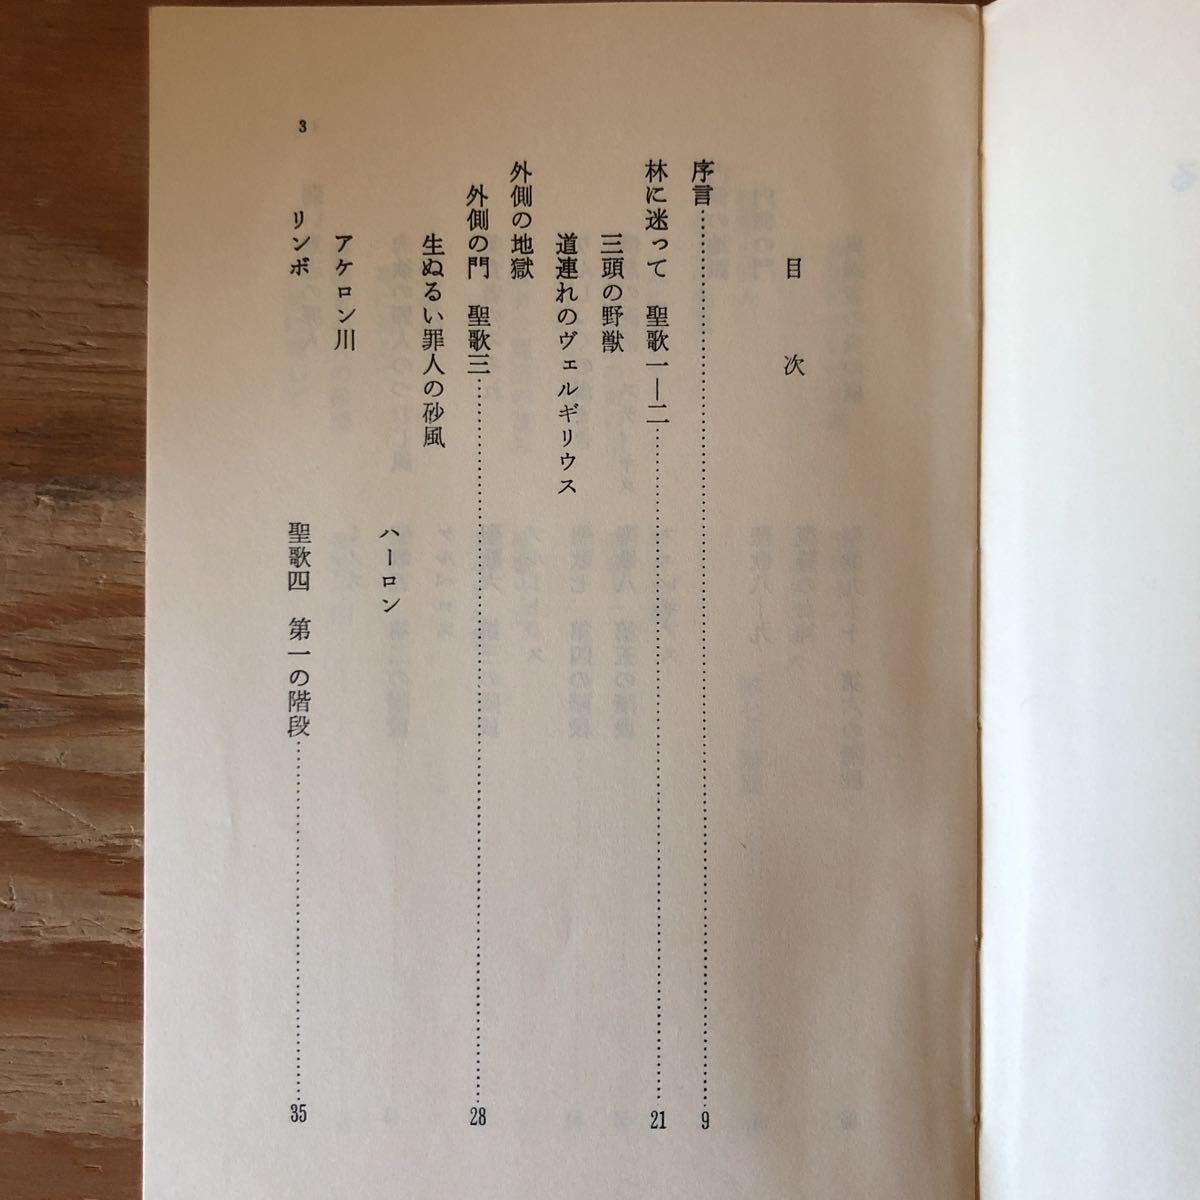 目次
序言……9
林に迷って 聖歌一―二……21
三頭の野獣
道連れのヴェルギリウス
外側の地獄
外側の門 聖歌三……28
生ぬるい罪人の砂風
ハーロン
アケロン川
リンボ 聖歌四 第一の階段……35
3